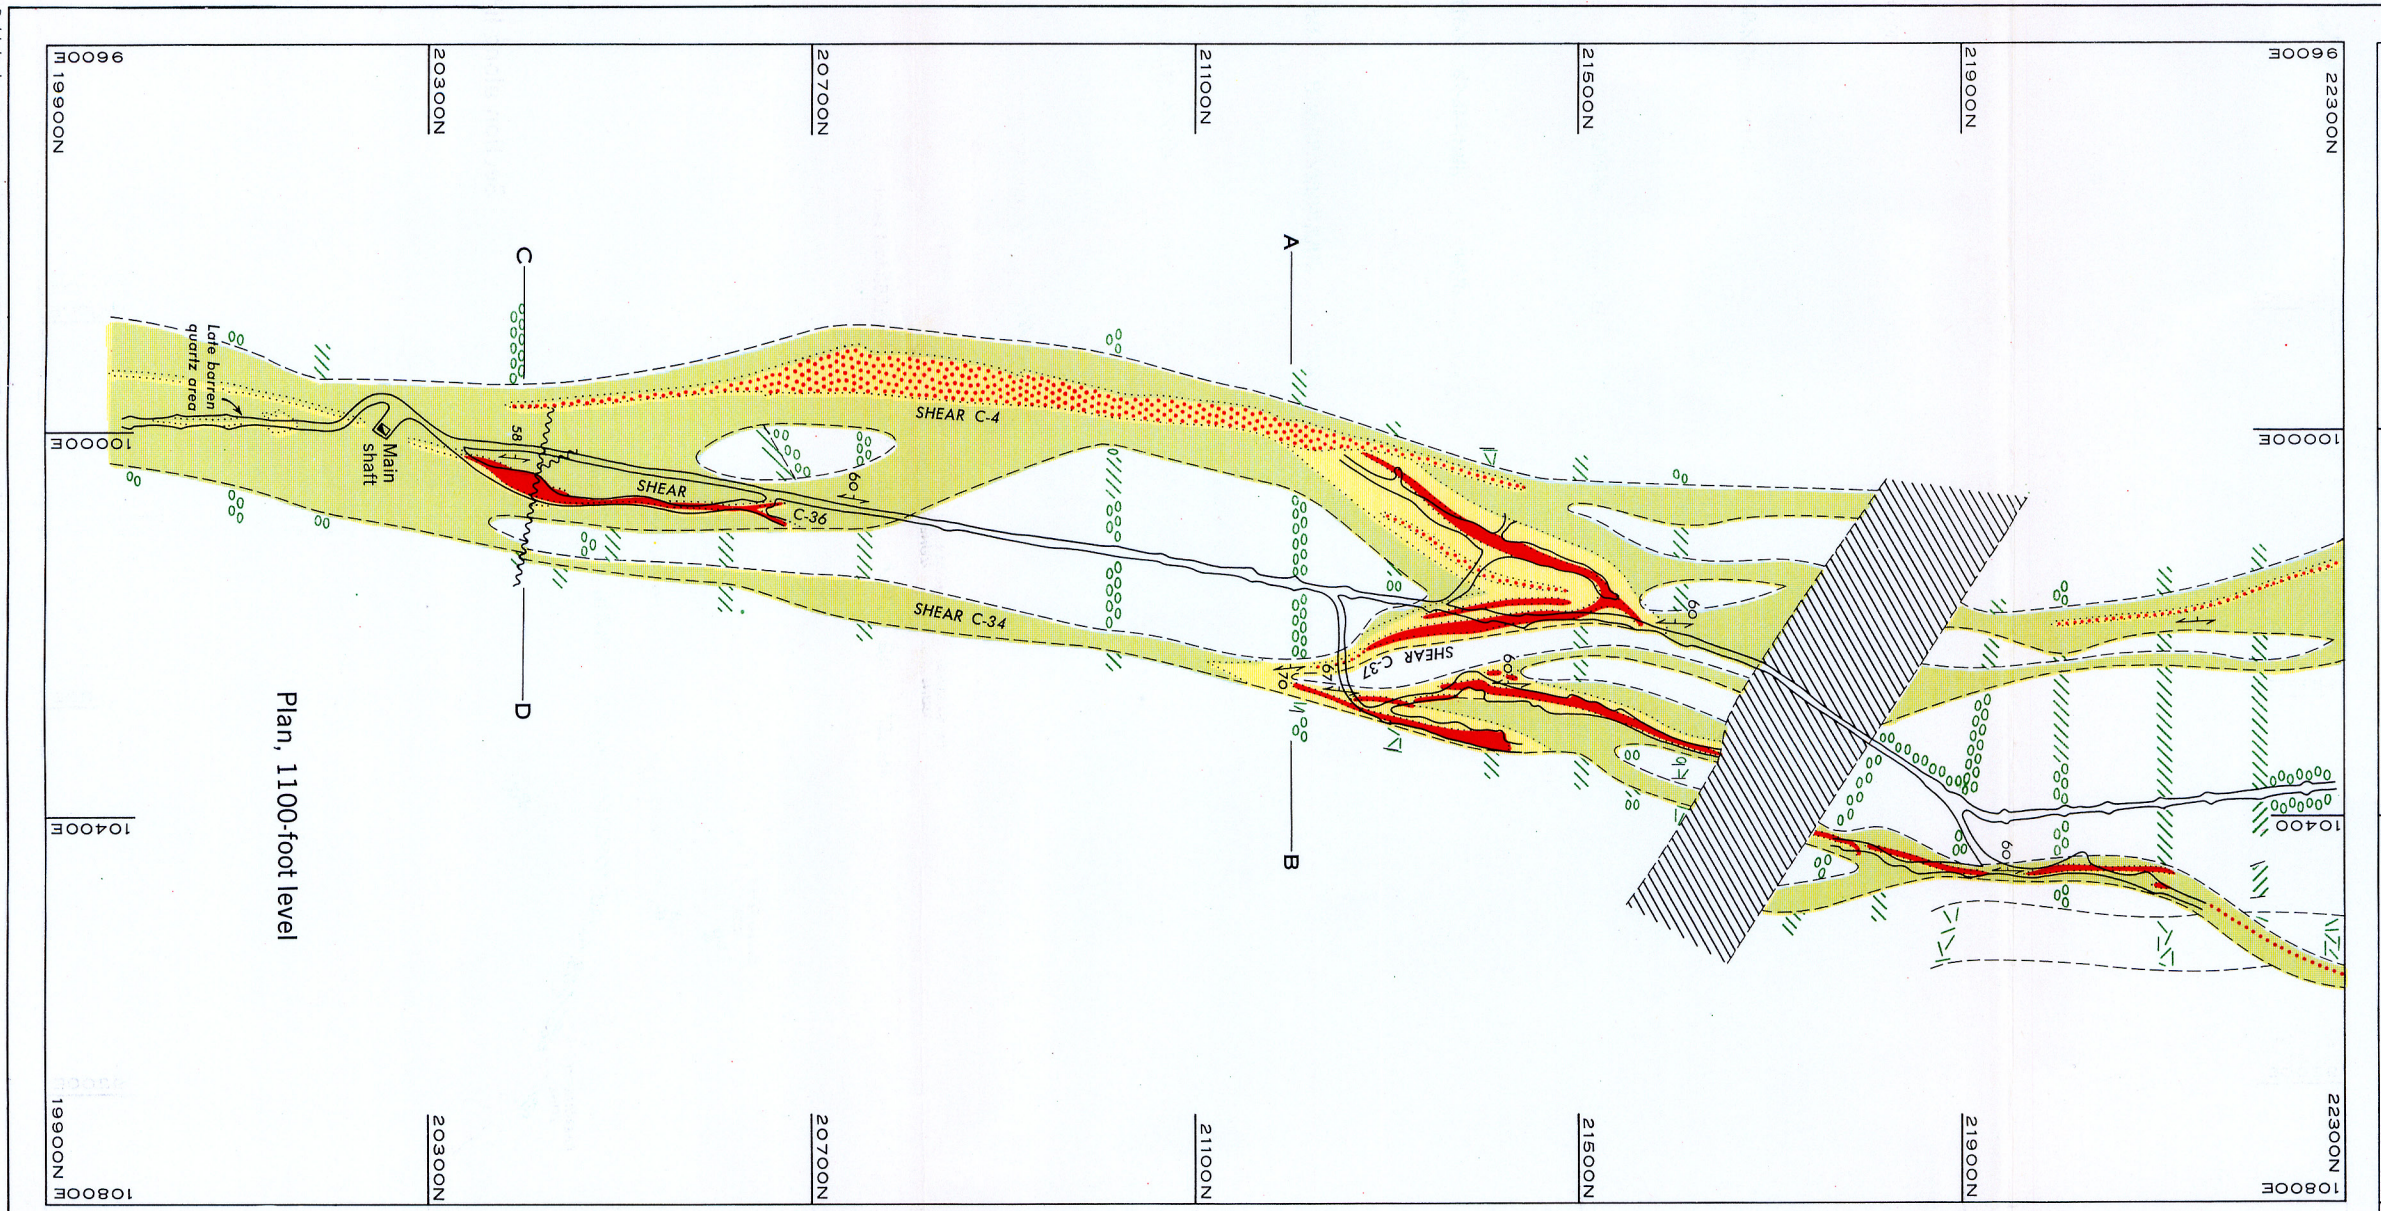 9600E
19900N
20300N
20700N
21100N
21500N
21900N
9600E
22300N
C
A
Late barren
quartz area
10000E
Main
shaft
58
SHEAR C-4
SHEAR
C-36
60
10000E
60
SHEAR C-34
SHEAR C-37
60
70
67
D
B
60
10400E
10400
Plan, 1100-foot level
19900N
10800E
20300N
20700N
21100N
21500N
21900N
22300N
10800E